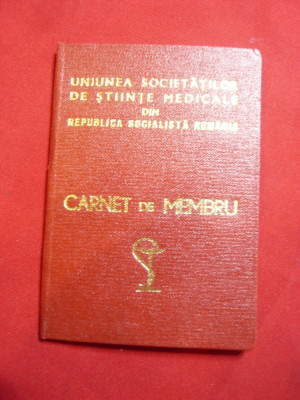 UNIUNEA SOCIETĂȚILOR
DE ȘTIINȚE MEDICALE
DIN
REPUBLICA SOCIALISTĂ ROMÂNIA
CARNET DE MEMBRU